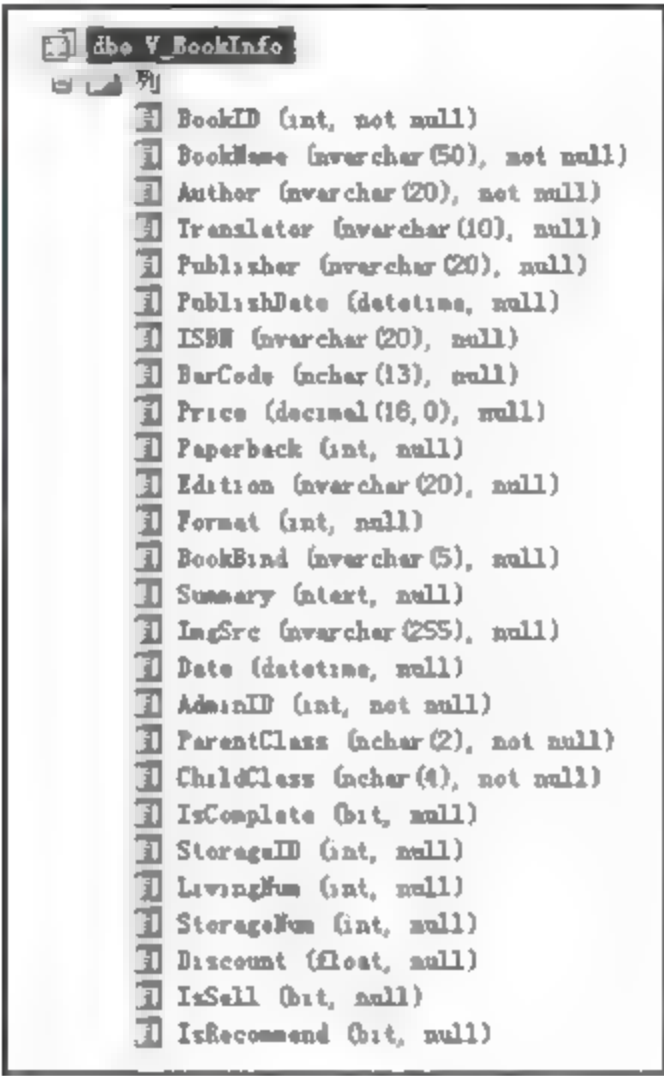 dbo V_BookInfo
列
BookID (int, not null)
BookName (nvarchar(50), not null)
Author (nvarchar(20), not null)
Translator (nvarchar(10), null)
Publisher (nvarchar(20), null)
PublishDate (datetime, null)
ISBN (nvarchar(20), null)
BarCode (nchar(13), null)
Price (decimal(18,0), null)
Paperback (int, null)
Edition (nvarchar(20), null)
Format (int, null)
BookBind (nvarchar(5), null)
Summary (ntext, null)
ImgSrc (nvarchar(255), null)
Date (datetime, null)
AdminID (int, not null)
ParentClass (nchar(2), not null)
ChildClass (nchar(4), not null)
IsComplete (bit, null)
StorageID (int, null)
LivingNum (int, null)
StorageNum (int, null)
Discount (float, null)
IsSell (bit, null)
IsRecommend (bit, null)